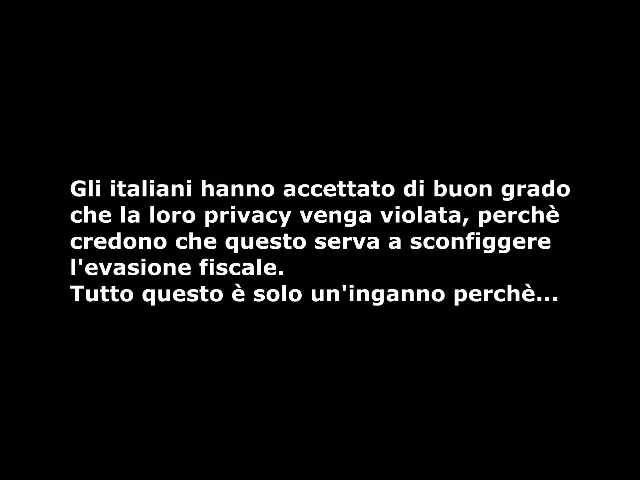 Gli italiani hanno accettato di buon grado
che la loro privacy venga violata, perchè
credono che questo serva a sconfiggere
l'evasione fiscale.
Tutto questo è solo un'inganno perchè...